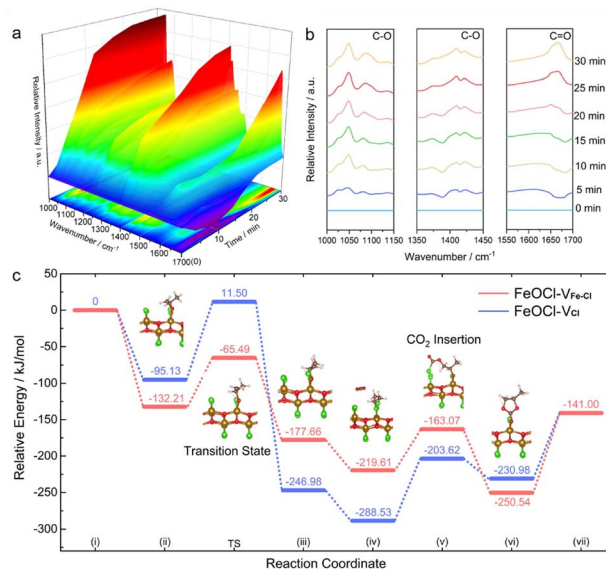 a
Relative Intensity / a.u.
1000
1100
1200
1300
1400
1500
1600
1700(0)
Wavenumber / cm⁻¹
10
20
30
Time / min
b
C-O
C-O
C=O
30 min
25 min
20 min
15 min
10 min
5 min
0 min
Relative Intensity / a.u.
1000 1050 1100 1150
1350 1400 1450
1550 1600 1650 1700
Wavenumber / cm⁻¹
c
50
0
-50
-100
-150
-200
-250
-300
Relative Energy / kJ/mol
FeOCl-V_Fe-Cl
FeOCl-V_Cl
0
-95.13
-132.21
11.50
-65.49
Transition State
-177.66
-246.98
-219.61
-288.53
CO₂ Insertion
-163.07
-203.62
-230.98
-250.54
-141.00
(i) (ii) TS (iii) (iv) (v) (vi) (vii)
Reaction Coordinate